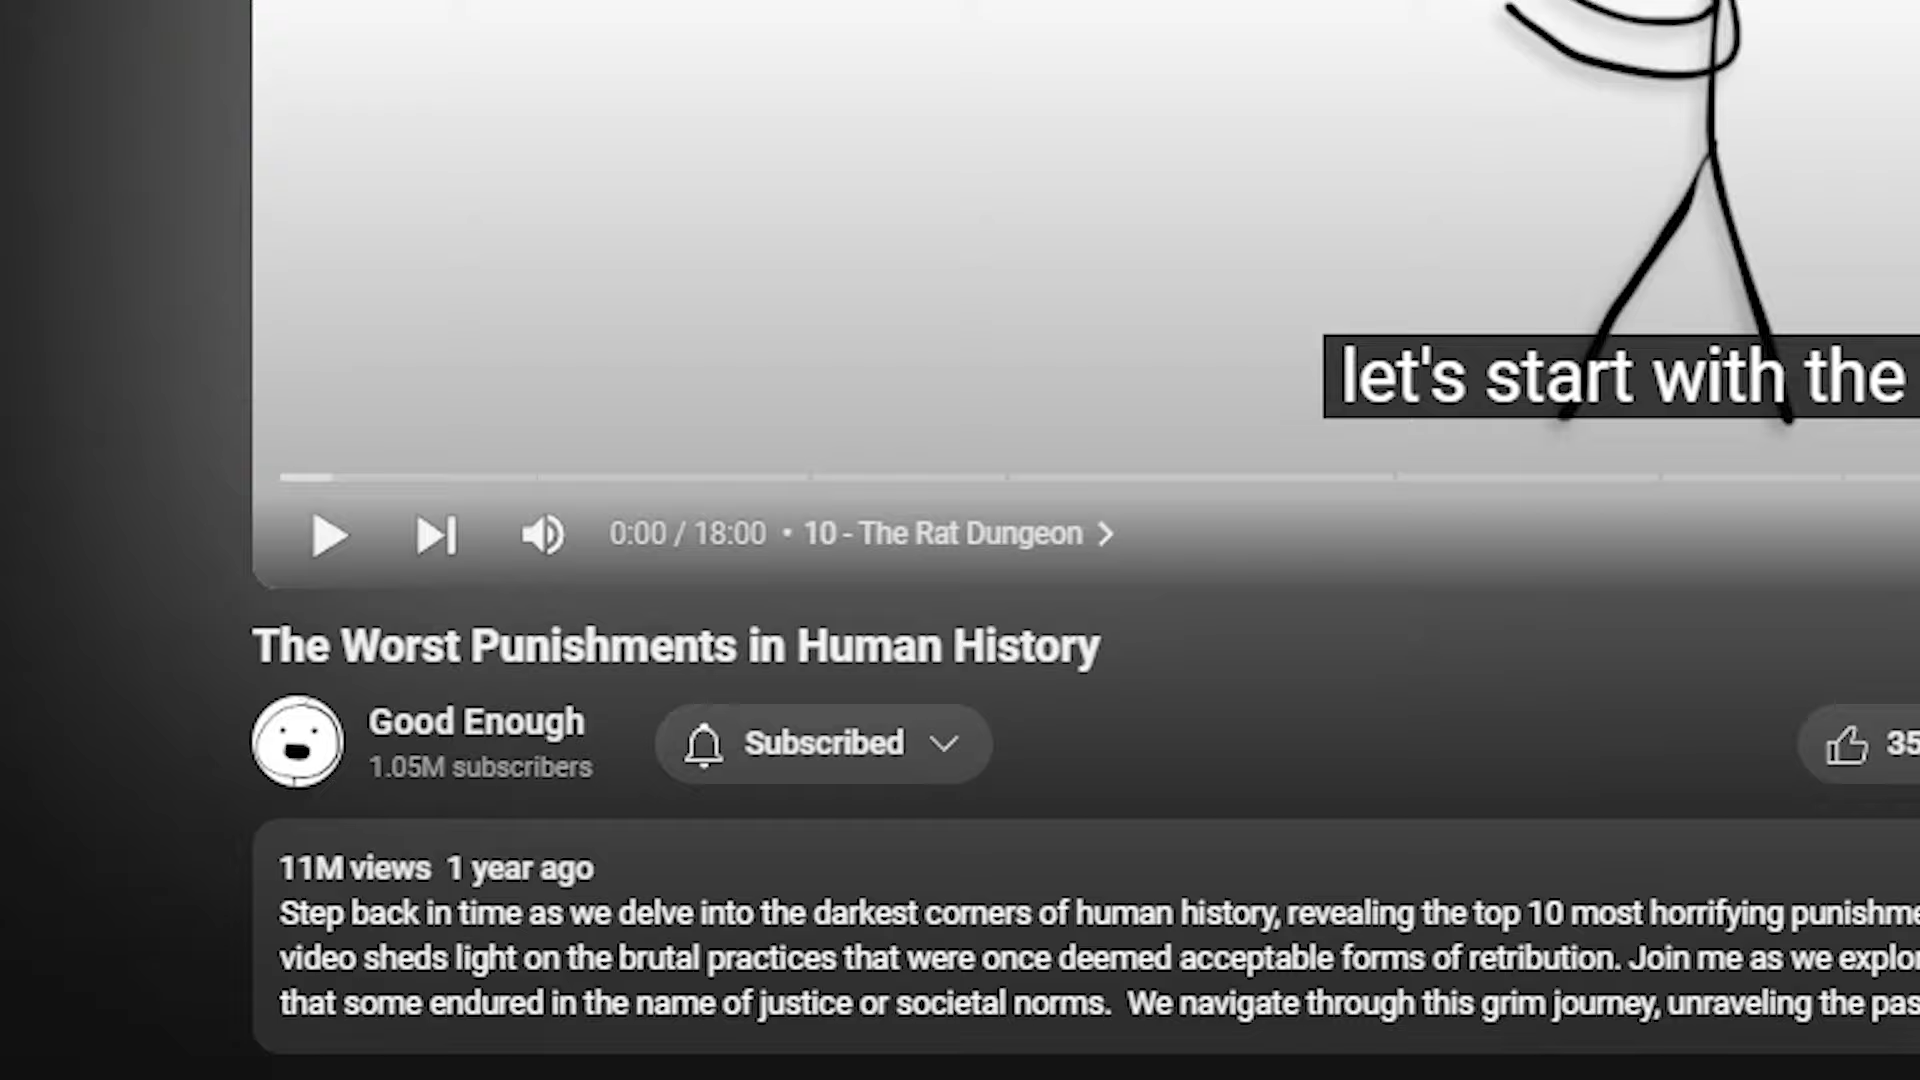 let's start with the
0:00 / 18:00 • 10 - The Rat Dungeon
The Worst Punishments in Human History
Good Enough
1.05M subscribers
Subscribed
35
11M views 1 year ago
Step back in time as we delve into the darkest corners of human history, revealing the top 10 most horrifying punishme
video sheds light on the brutal practices that were once deemed acceptable forms of retribution. Join me as we explor
that some endured in the name of justice or societal norms. We navigate through this grim journey, unraveling the pas